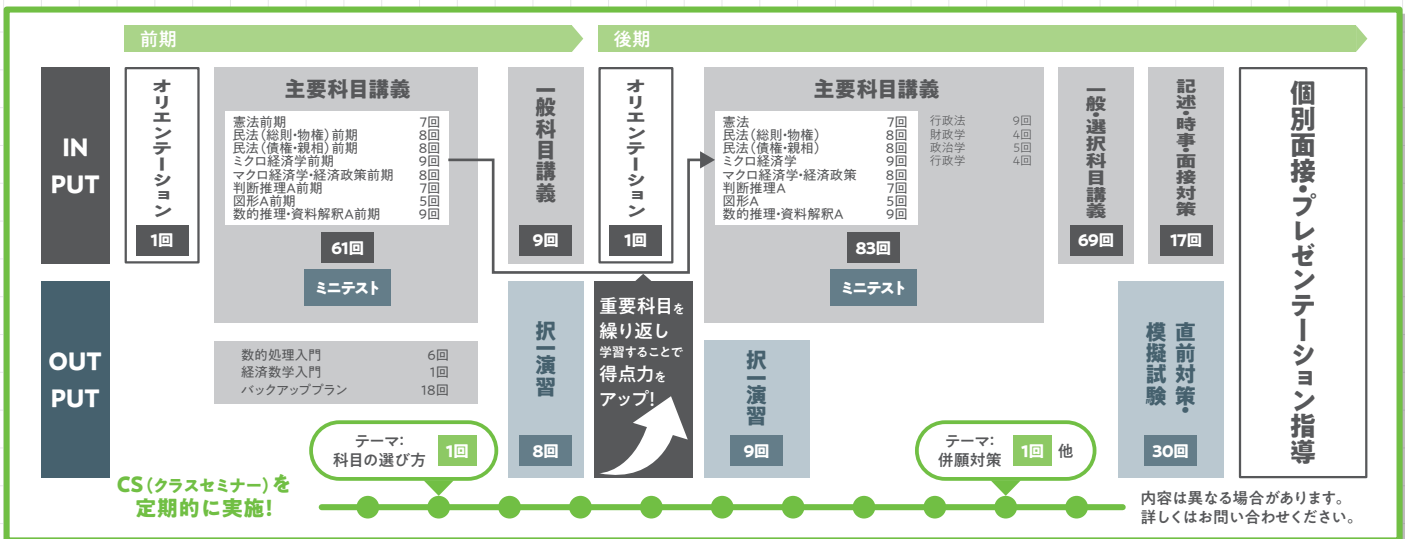 前期
後期
IN
PUT
オリエンテーション
1回
主要科目講義
憲法前期 7回
民法(総則・物権)前期 8回
民法(債権・親相)前期 8回
ミクロ経済学前期 9回
マクロ経済学・経済政策前期 8回
判断推理A前期 7回
図形A前期 5回
数的推理・資料解釈A前期 9回
61回
ミニテスト
一般科目講義
9回
オリエンテーション
1回
主要科目講義
憲法 7回
民法(総則・物権) 8回
民法(債権・親相) 8回
ミクロ経済学 9回
マクロ経済学・経済政策 8回
判断推理A 7回
図形A 5回
数的推理・資料解釈A 9回
行政法 9回
財政学 4回
政治学 5回
行政学 4回
83回
ミニテスト
一般・選択科目講義
69回
記述・時事・面接対策
17回
個別面接・プレゼンテーション指導
OUT
PUT
数的処理入門 6回
経済数学入門 1回
バックアッププラン 18回
択一演習
8回
重要科目を
繰り返し
学習することで
得点力を
アップ!
択一演習
9回
直前対策・
模擬試験
30回
テーマ:
科目の選び方
1回
テーマ:
併願対策
1回 他
CS(クラスセミナー)を
定期的に実施!
内容は異なる場合があります。
詳しくはお問い合わせください。